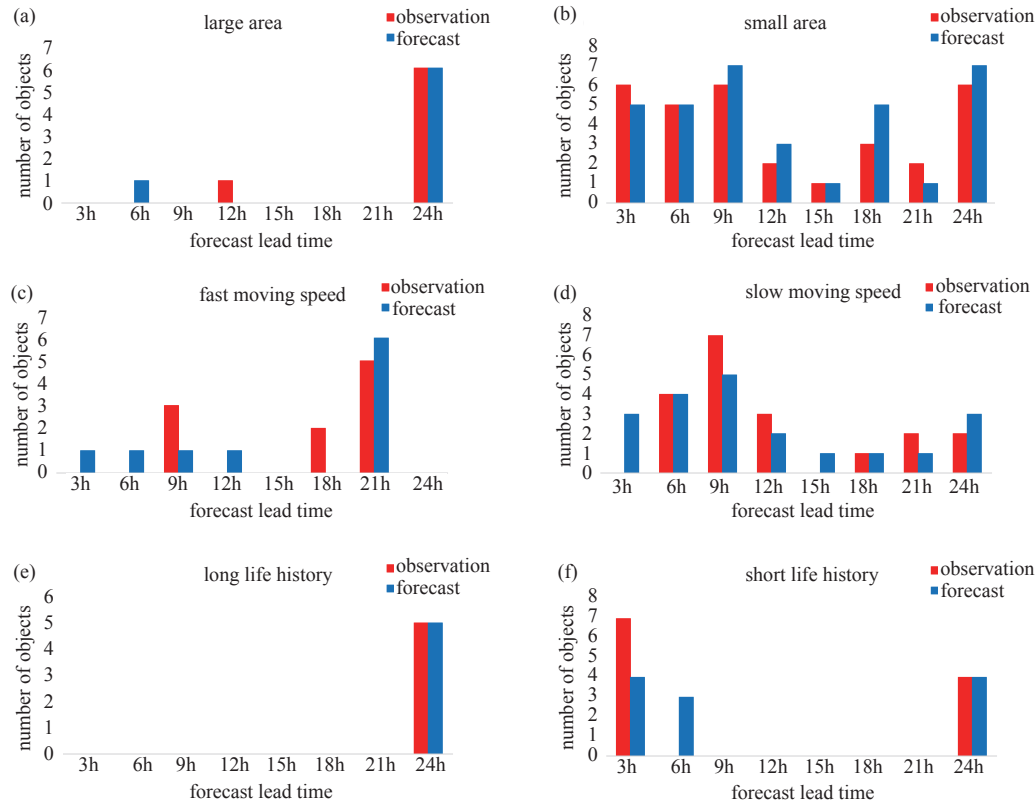 (a)
large area
observation
forecast
number of objects
7
6
5
4
3
2
1
0
3h 6h 9h 12h 15h 18h 21h 24h
forecast lead time
(b)
small area
observation
forecast
number of objects
8
7
6
5
4
3
2
1
0
3h 6h 9h 12h 15h 18h 21h 24h
forecast lead time
(c)
fast moving speed
observation
forecast
number of objects
7
6
5
4
3
2
1
0
3h 6h 9h 12h 15h 18h 21h 24h
forecast lead time
(d)
slow moving speed
observation
forecast
number of objects
8
7
6
5
4
3
2
1
0
3h 6h 9h 12h 15h 18h 21h 24h
forecast lead time
(e)
long life history
observation
forecast
number of objects
6
5
4
3
2
1
0
3h 6h 9h 12h 15h 18h 21h 24h
forecast lead time
(f)
short life history
observation
forecast
number of objects
8
7
6
5
4
3
2
1
0
3h 6h 9h 12h 15h 18h 21h 24h
forecast lead time